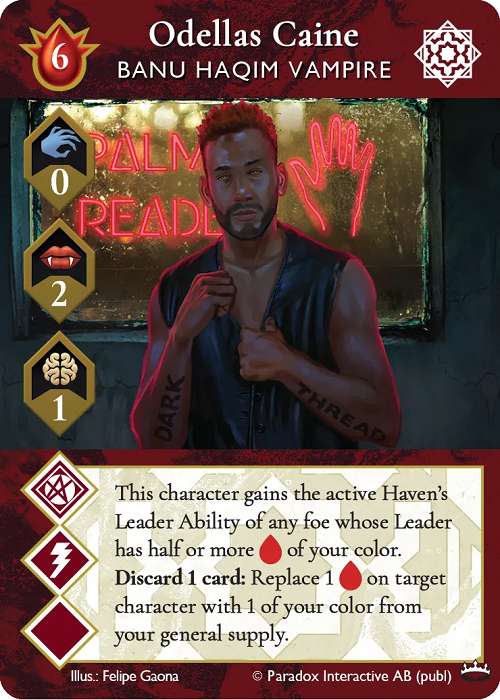 6
Odellas Caine
BANU HAQIM VAMPIRE
0
PALM
READE
2
1
DARK
THREAD
This character gains the active Haven's
Leader Ability of any foe whose Leader
has half or more of your color.
Discard 1 card: Replace 1 on target
character with 1 of your color from
your general supply.
Illus.: Felipe Gaona
© Paradox Interactive AB (publ)